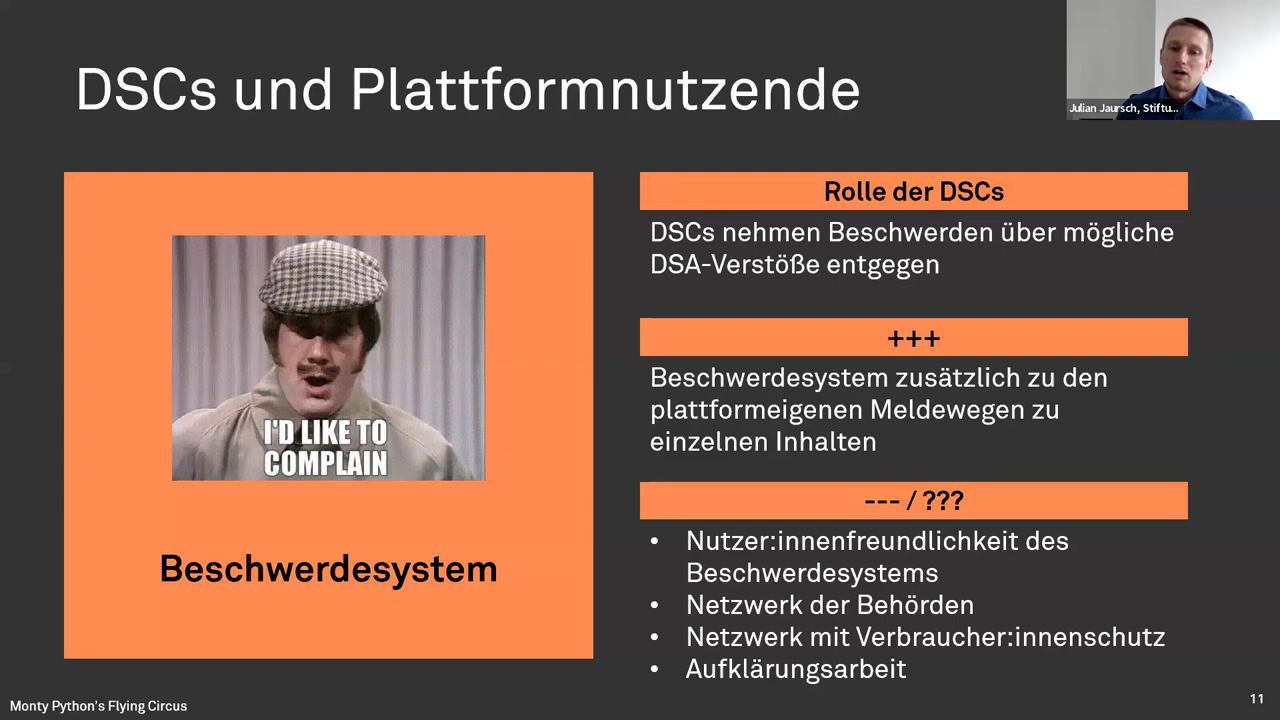 DSCs und Plattformnutzende
Julian Jaursch, Stiftu...
I'D LIKE TO
COMPLAIN
Beschwerdesystem
Rolle der DSCs
DSCs nehmen Beschwerden über mögliche
DSA-Verstöße entgegen
+++
Beschwerdesystem zusätzlich zu den
plattformeigenen Meldewegen zu
einzelnen Inhalten
--- / ???
• Nutzer:innenfreundlichkeit des
Beschwerdesystems
• Netzwerk der Behörden
• Netzwerk mit Verbraucher:innenschutz
• Aufklärungsarbeit
Monty Python's Flying Circus
11